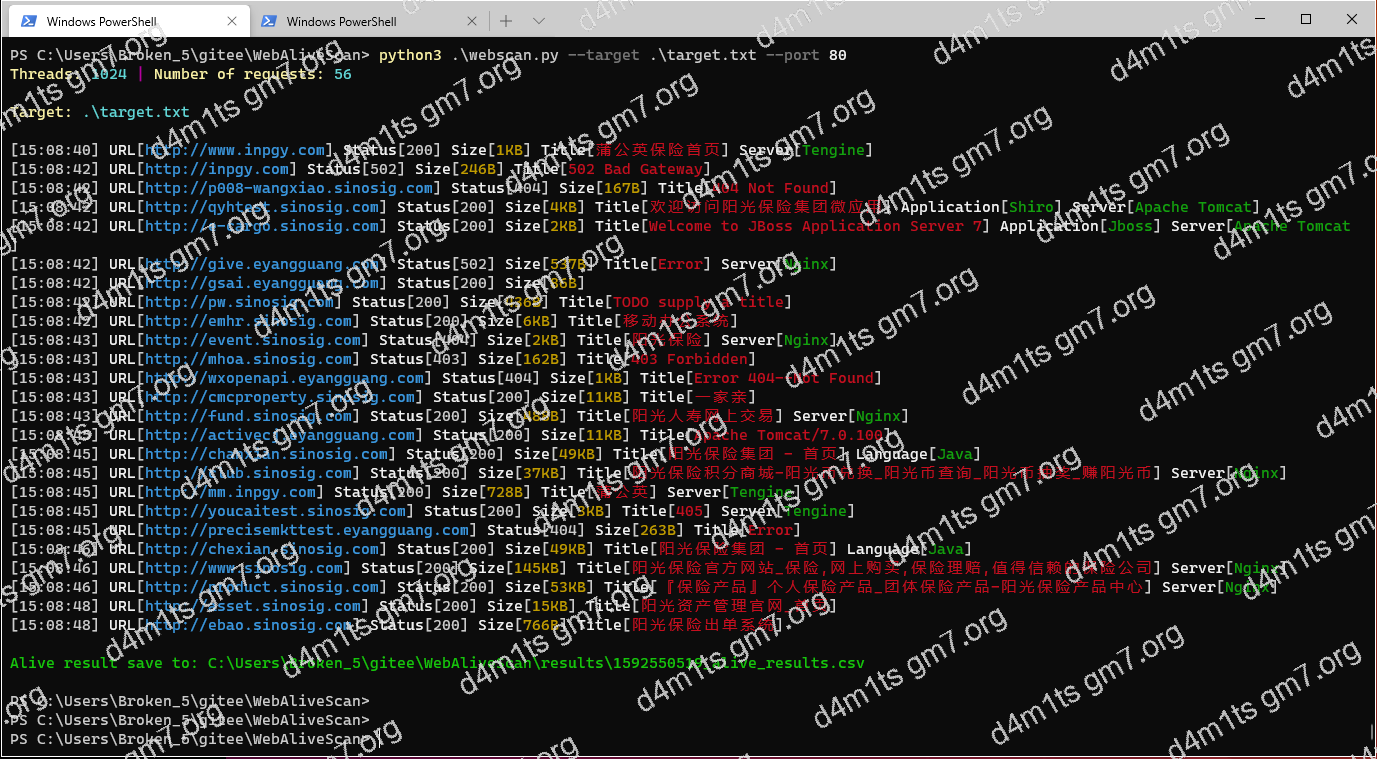 Windows PowerShell
Windows PowerShell
PS C:\Users\Broken_5\gitee\WebAliveScan> python3 .\webscan.py --target .\target.txt --port 80
Threads: 1024 | Number of requests: 56
Target: .\target.txt
[15:08:40] URL[http://www.inpgy.com] Status[200] Size[1KB] Title[蒲公英保险首页] Server[Tengine]
[15:08:42] URL[http://inpgy.com] Status[502] Size[246B] Title[502 Bad Gateway]
[15:08:42] URL[http://p008-wangxiao.sinosig.com] Status[404] Size[167B] Title[404 Not Found]
[15:08:42] URL[http://qyhtest.sinosig.com] Status[200] Size[4KB] Title[欢迎访问阳光保险集团微应用] Application[Shiro] Server[Apache Tomcat]
[15:08:42] Status[200] Size[2KB] Title[Welcome to JBoss Application Server 7] Application[Jboss] Server[Apache Tomcat
[15:08:42] URL[http://give.eyangguang.com] Status[502] Size[537B] Title[Error] Server[Nginx]
[15:08:42] URL[http://gsai.eyangguang.com] Status[200]
[15:08:42] URL[http://pw.sinosig.com] Status[200] Title[TODO supply a title]
[15:08:42] URL[http://emhr.sinosig.com] Status[200] Size[6KB] Title[移动办公系统]
[15:08:43] URL[http://event.sinosig.com] Status[404] Size[2KB] Title[阳光保险] Server[Nginx]
[15:08:43] URL[http://mhoa.sinosig.com] Status[403] Size[162B] Title[403 Forbidden]
[15:08:43] URL[http://wxopenapi.eyangguang.com] Status[404] Size[1KB] Title[Error 404--Not Found]
[15:08:43] URL[http://cmcproperty.sinosig.com] Status[200] Size[11KB] Title[一家亲]
[15:08:43] URL[http://fund.sinosig.com] Status[200] Title[阳光人寿网上交易] Server[Nginx]
[15:08:45] Status[200] Size[11KB] Title[Apache Tomcat/7.0.100]
[15:08:45] URL[http://chanxian.sinosig.com] Status[200] Size[49KB] Title[阳光保险集团 - 首页] Language[Java]
[15:08:45] URL[http://club.sinosig.com] Status[200] Size[37KB] Title[阳光保险积分商城-阳光币兑换_阳光币查询_阳光币抽奖_赚阳光币] Server[Nginx]
[15:08:45] URL[http://mm.inpgy.com] Status[200] Size[728B] Title[蒲公英] Server[Tengine]
[15:08:45] URL[http://youcaitest.sinosig.com] Status[200] Size[3KB] Title[405] Server[Tengine]
[15:08:45] URL[http://precisemkttest.eyangguang.com] Status[404] Size[263B] Title[Error]
[15:08:46] URL[http://chexian.sinosig.com] Status[200] Size[49KB] Title[阳光保险集团 - 首页] Language[Java]
[15:08:46] URL[http://www.sinosig.com] Status[200] Size[145KB] Title[阳光保险官方网站_保险,网上购买,保险理赔,值得信赖的保险公司] Server[Nginx]
[15:08:46] URL[http://product.sinosig.com] Status[200] Size[53KB] Title[『保险产品』个人保险产品_团体保险产品-阳光保险产品中心] Server[Nginx]
[15:08:48] URL[http://asset.sinosig.com] Status[200] Size[15KB] Title[阳光资产管理官网_首页]
[15:08:48] URL[http://ebao.sinosig.com] Status[200] Size[766B] Title[阳光保险出单系统]
Alive result save to: C:\Users\Broken_5\gitee\WebAliveScan\results\1592550519_alive_results.csv
PS C:\Users\Broken_5\gitee\WebAliveScan>
PS C:\Users\Broken_5\gitee\WebAliveScan>
PS C:\Users\Broken_5\gitee\WebAliveScan>
d4m1ts gm7.org